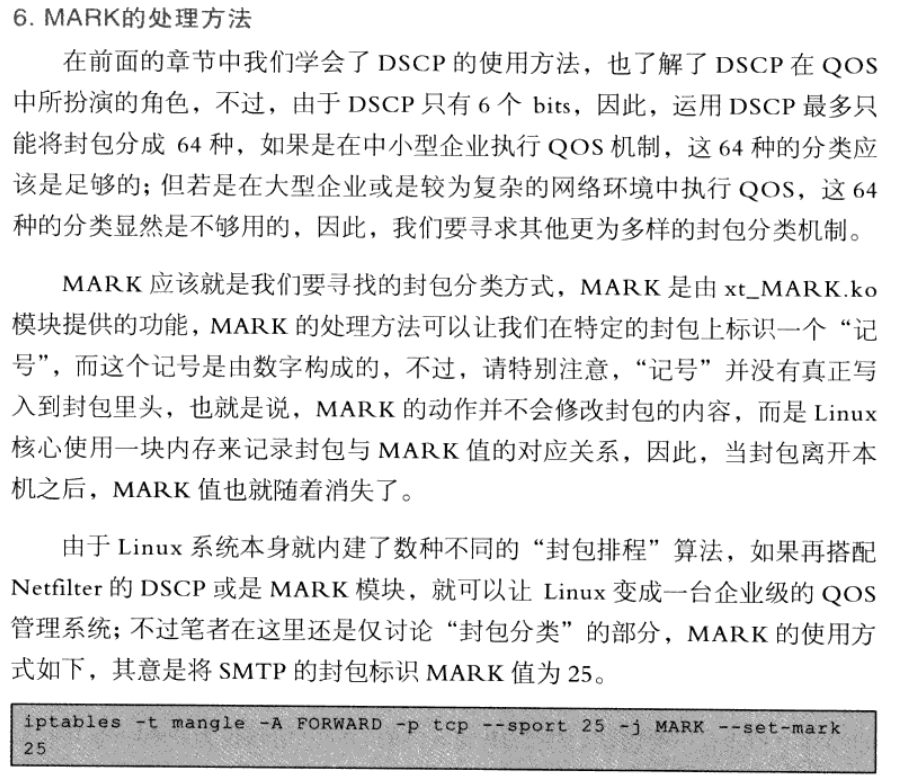 6. MARK的处理方法
在前面的章节中我们学会了 DSCP 的使用方法，也了解了 DSCP 在 QOS
中所扮演的角色，不过，由于 DSCP 只有 6 个 bits，因此，运用 DSCP 最多只
能将封包分成 64 种，如果是在中小型企业执行 QOS 机制，这 64 种的分类应
该是足够的；但若是在大型企业或是较为复杂的网络环境中执行 QOS，这 64
种的分类显然是不够用的，因此，我们要寻求其他更为多样的封包分类机制。
MARK 应该就是我们要寻找的封包分类方式，MARK 是由 xt_MARK.ko
模块提供的功能，MARK 的处理方法可以让我们在特定的封包上标识一个“记
号”，而这个记号是由数字构成的，不过，请特别注意，“记号”并没有真正写
入到封包里头，也就是说，MARK 的动作并不会修改封包的内容，而是 Linux
核心使用一块内存来记录封包与 MARK 值的对应关系，因此，当封包离开本
机之后，MARK 值也就随着消失了。
由于 Linux 系统本身就内建了数种不同的“封包排程”算法，如果再搭配
Netfilter 的 DSCP 或是 MARK 模块，就可以让 Linux 变成一台企业级的 QOS
管理系统；不过笔者在这里还是仅讨论“封包分类”的部分，MARK 的使用方
式如下，其意是将 SMTP 的封包标识 MARK 值为 25。
iptables -t mangle -A FORWARD -p tcp --sport 25 -j MARK --set-mark
25